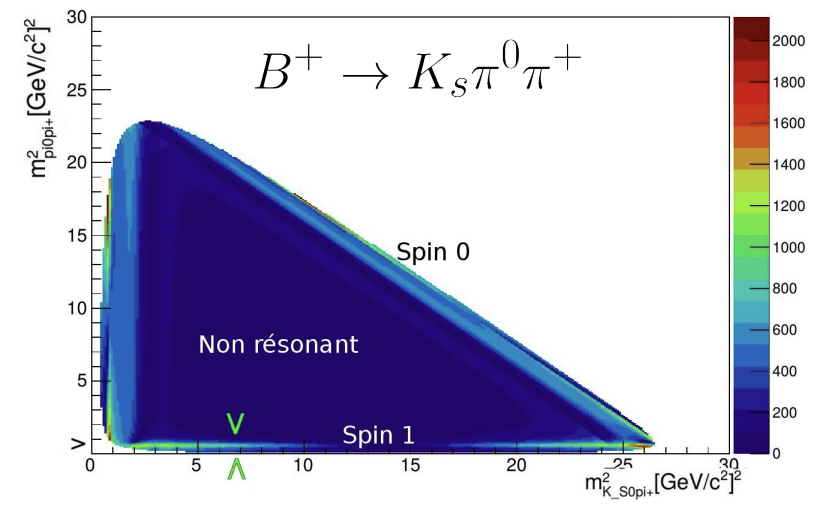 B⁺ → Kₛπ⁰π⁺
m²pi0pi+[GeV/c²]²
30
25
20
15
10
5
0 5 10 15 20 25 30
m²K_S0pi+[GeV/c²]²
Spin 0
Non résonant
Spin 1
V
Λ
>
2000
1800
1600
1400
1200
1000
800
600
400
200
0